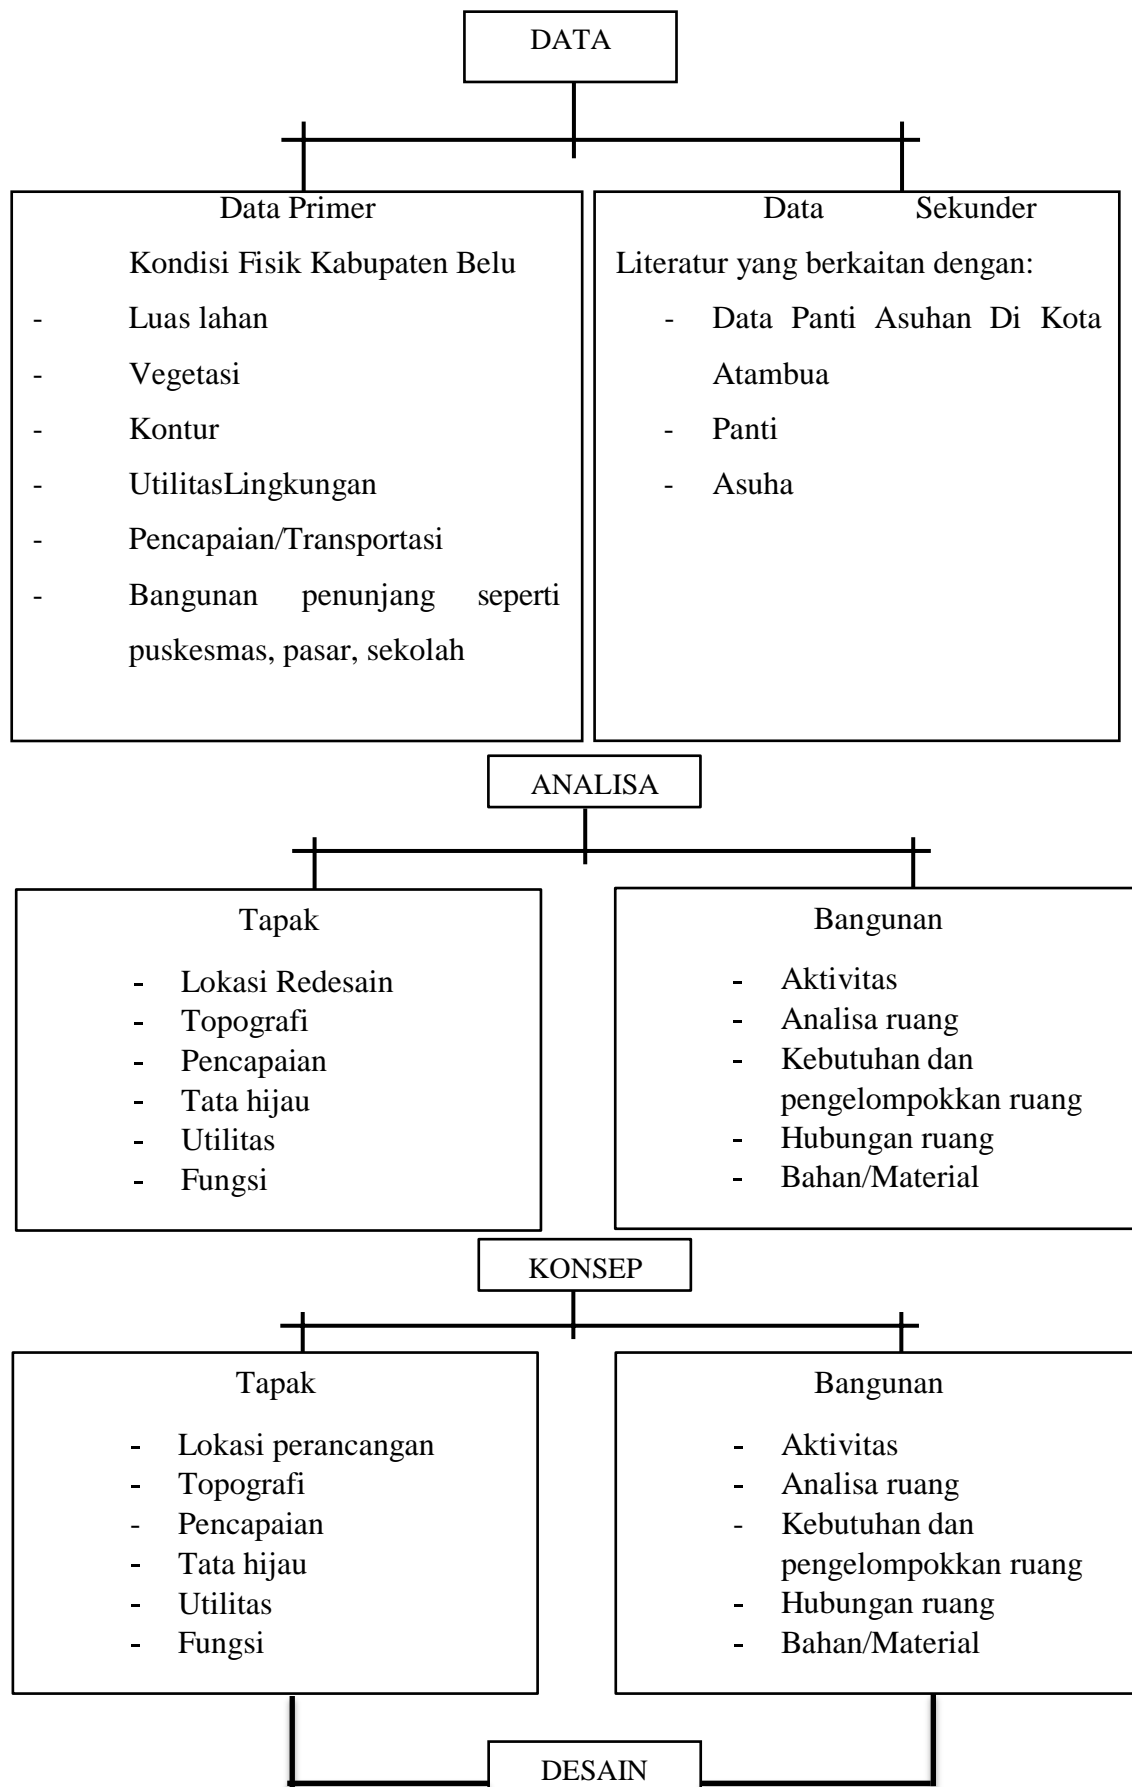 DATA
Data Primer
Kondisi Fisik Kabupaten Belu
- Luas lahan
- Vegetasi
- Kontur
- UtilitasLingkungan
- Pencapaian/Transportasi
- Bangunan penunjang seperti
puskesmas, pasar, sekolah
Data Sekunder
Literatur yang berkaitan dengan:
- Data Panti Asuhan Di Kota
Atambua
- Panti
- Asuha
ANALISA
Tapak
- Lokasi Redesain
- Topografi
- Pencapaian
- Tata hijau
- Utilitas
- Fungsi
Bangunan
- Aktivitas
- Analisa ruang
- Kebutuhan dan
pengelompokkan ruang
- Hubungan ruang
- Bahan/Material
KONSEP
Tapak
- Lokasi perancangan
- Topografi
- Pencapaian
- Tata hijau
- Utilitas
- Fungsi
Bangunan
- Aktivitas
- Analisa ruang
- Kebutuhan dan
pengelompokkan ruang
- Hubungan ruang
- Bahan/Material
DESAIN